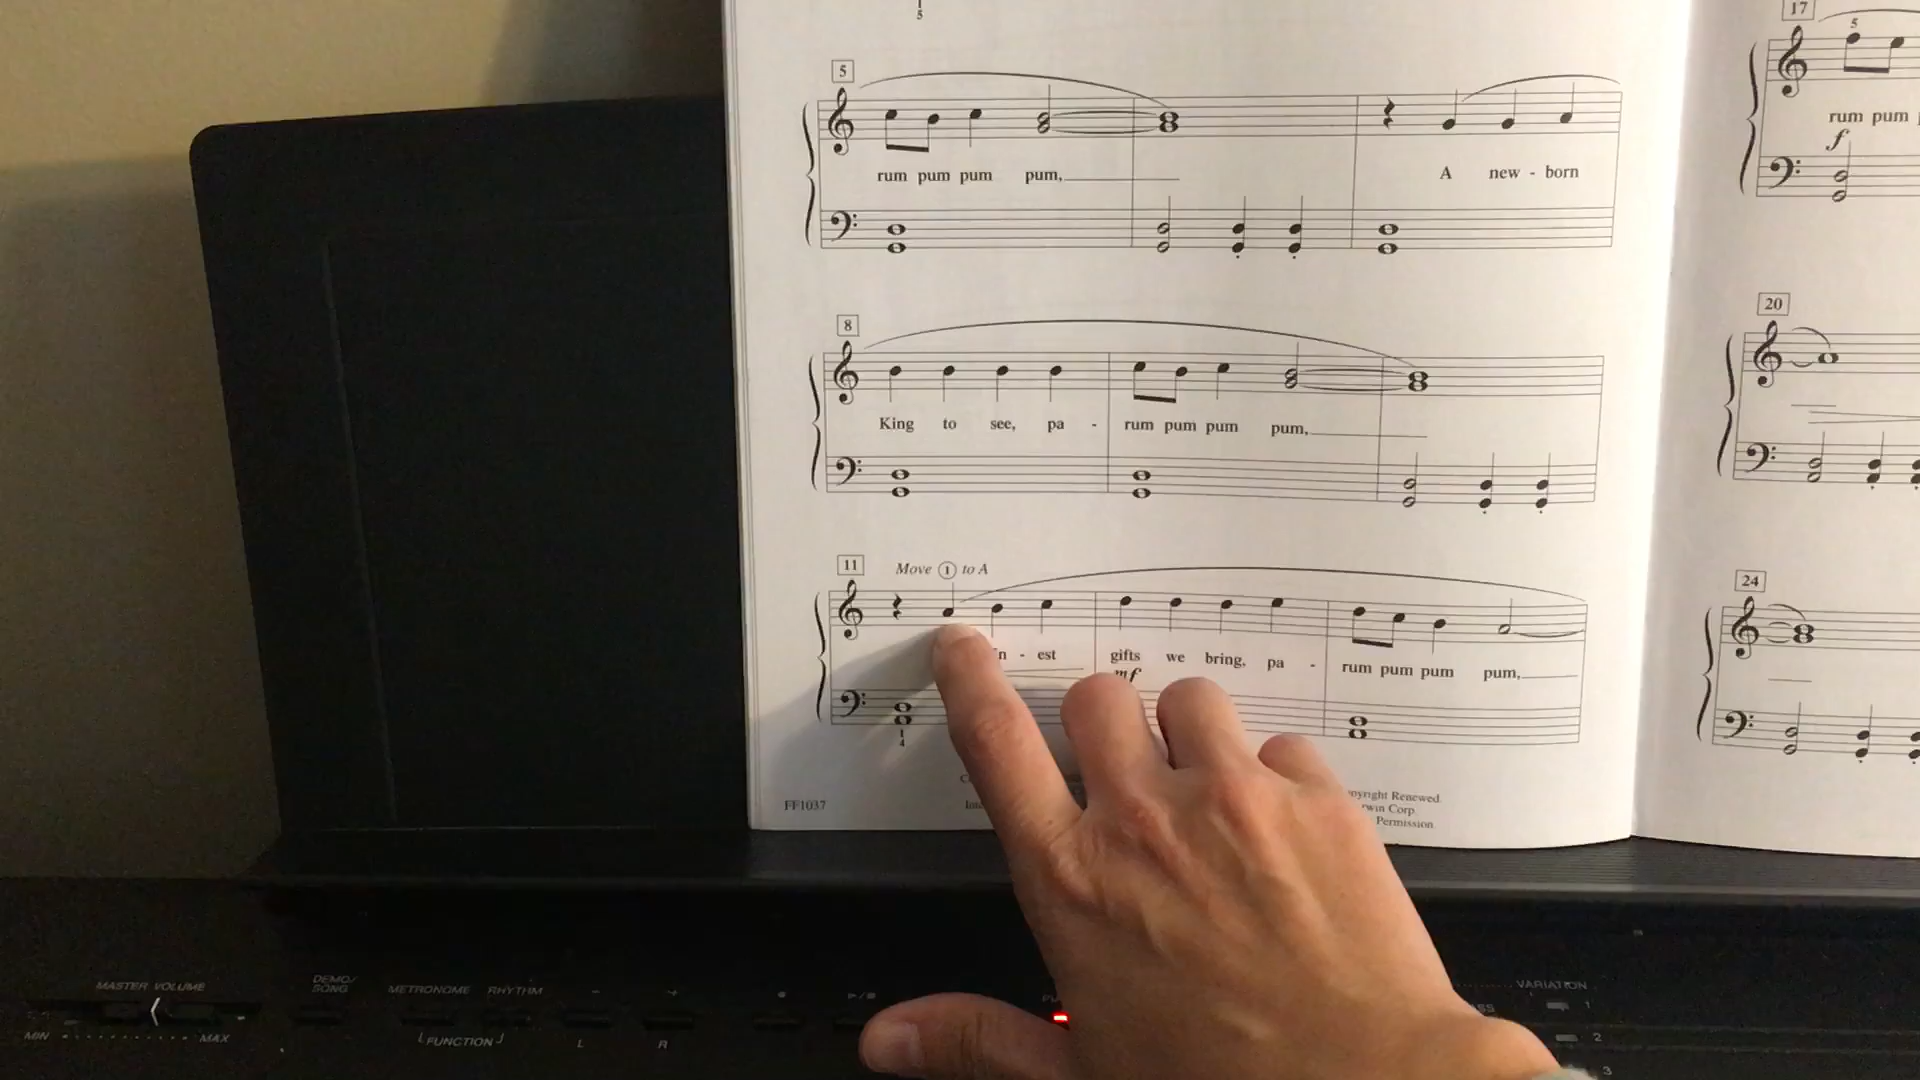 5
5
rum pum pum pum,
A new - born
8
King to see, pa - rum pum pum pum,
11 Move 1 to A
est gifts we bring, pa - rum pum pum pum,
mf
1
4
FF1037
opyright Renewed.
rwin Corp.
Permission.
17
5
rum pum
f
20
24
MASTER VOLUME
MIN MAX
DEMO/
SONG
METRONOME RHYTHM - +
FUNCTION
L R
VARIATION
1
2
3